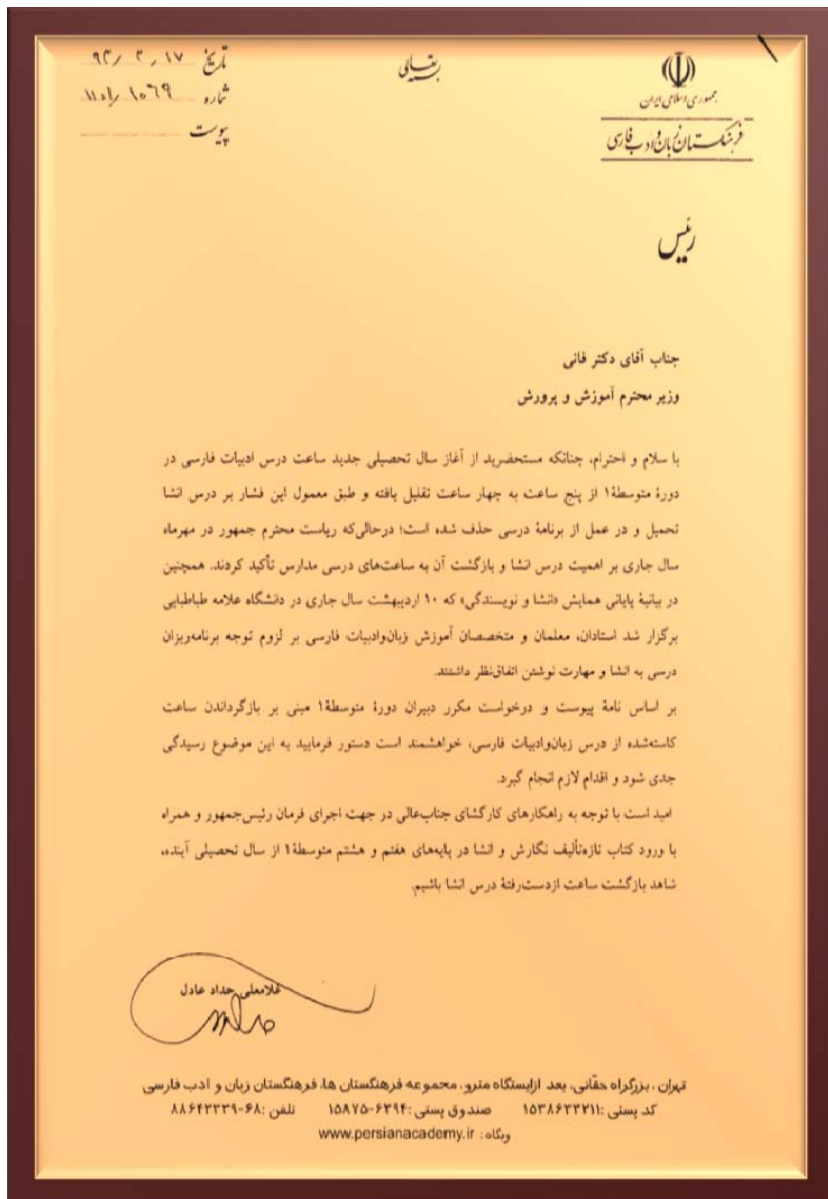 بسمه تعالی
جمهوری اسلامی ایران
فرهنگستان زبان و ادب فارسی
تاریخ ۹۳٫۳٫۱۷
شماره
پیوست
رئیس
جناب آقای دکتر فانی
وزیر محترم آموزش و پرورش
با سلام و احترام، چنانکه مستحضرید از آغاز سال تحصیلی جدید ساعت درس ادبیات فارسی در
دورهٔ متوسطهٔ۱ از پنج ساعت به چهار ساعت تقلیل یافته و طبق معمول این فشار بر درس انشا
تحمیل و در عمل از برنامهٔ درسی حذف شده است؛ درحالی‌که ریاست محترم جمهور در مهرماه
سال جاری بر اهمیت درس انشا و بازگشت آن به ساعت‌های درسی مدارس تأکید کردند. همچنین
در بیانیهٔ پایانی همایش «انشا و نویسندگی» که ۱۰ اردیبهشت سال جاری در دانشگاه علامه طباطبایی
برگزار شد استادان، معلمان و متخصصان آموزش زبان‌وادبیات فارسی بر لزوم توجه برنامه‌ریزان
درسی به انشا و مهارت نوشتن اتفاق‌نظر داشتند.
بر اساس نامهٔ پیوست و درخواست مکرر دبیران دورهٔ متوسطهٔ۱ مبنی بر بازگرداندن ساعت
کاسته‌شده از درس زبان‌وادبیات فارسی، خواهشمند است دستور فرمایید به این موضوع رسیدگی
جدی شود و اقدام لازم انجام گیرد.
امید است با توجه به راهکارهای کارگشای جناب‌عالی در جهت اجرای فرمان رئیس‌جمهور و همراه
با ورود کتاب تازه‌تألیف نگارش و انشا در پایه‌های هفتم و هشتم متوسطهٔ۱ از سال تحصیلی آینده،
شاهد بازگشت ساعت ازدست‌رفتهٔ درس انشا باشیم.
غلامعلی حداد عادل
تهران، بزرگراه حقّانی، بعد ازایستگاه مترو، مجموعه فرهنگستان ها، فرهنگستان زبان و ادب فارسی
کد پستی :۱۵۳۸۶۳۳۲۱۱ صندوق پستی :۶۳۹۴-۱۵۸۷۵ تلفن :۶۸-۸۸۶۴۲۳۳۹
وبگاه : www.persianacademy.ir